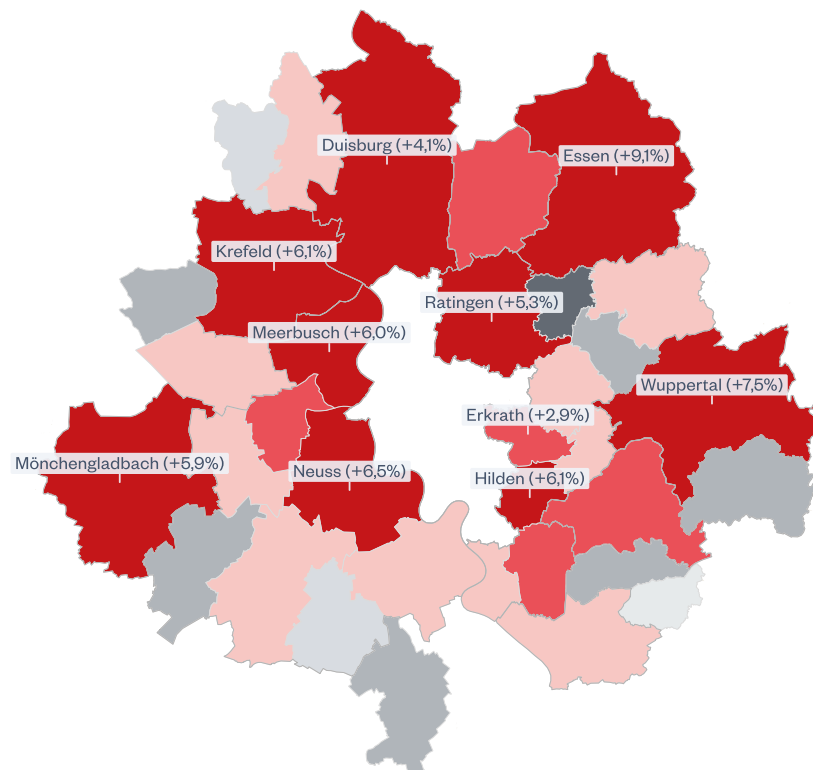 Duisburg (+4,1%)
Essen (+9,1%)
Krefeld (+6,1%)
Ratingen (+5,3%)
Meerbusch (+6,0%)
Wuppertal (+7,5%)
Erkrath (+2,9%)
Mönchengladbach (+5,9%)
Neuss (+6,5%)
Hilden (+6,1%)